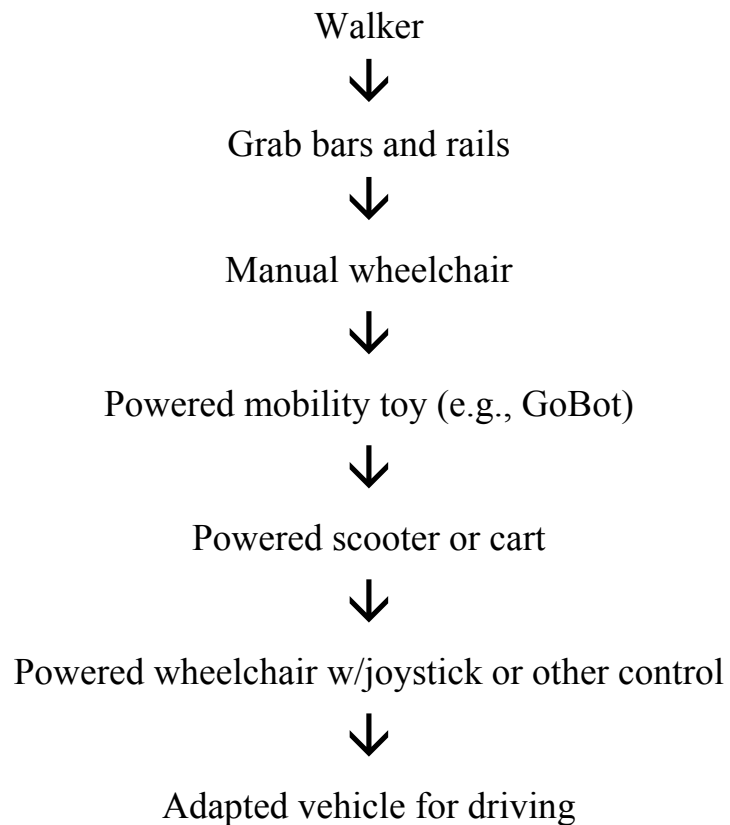 Walker
Grab bars and rails
Manual wheelchair
Powered mobility toy (e.g., GoBot)
Powered scooter or cart
Powered wheelchair w/joystick or other control
Adapted vehicle for driving